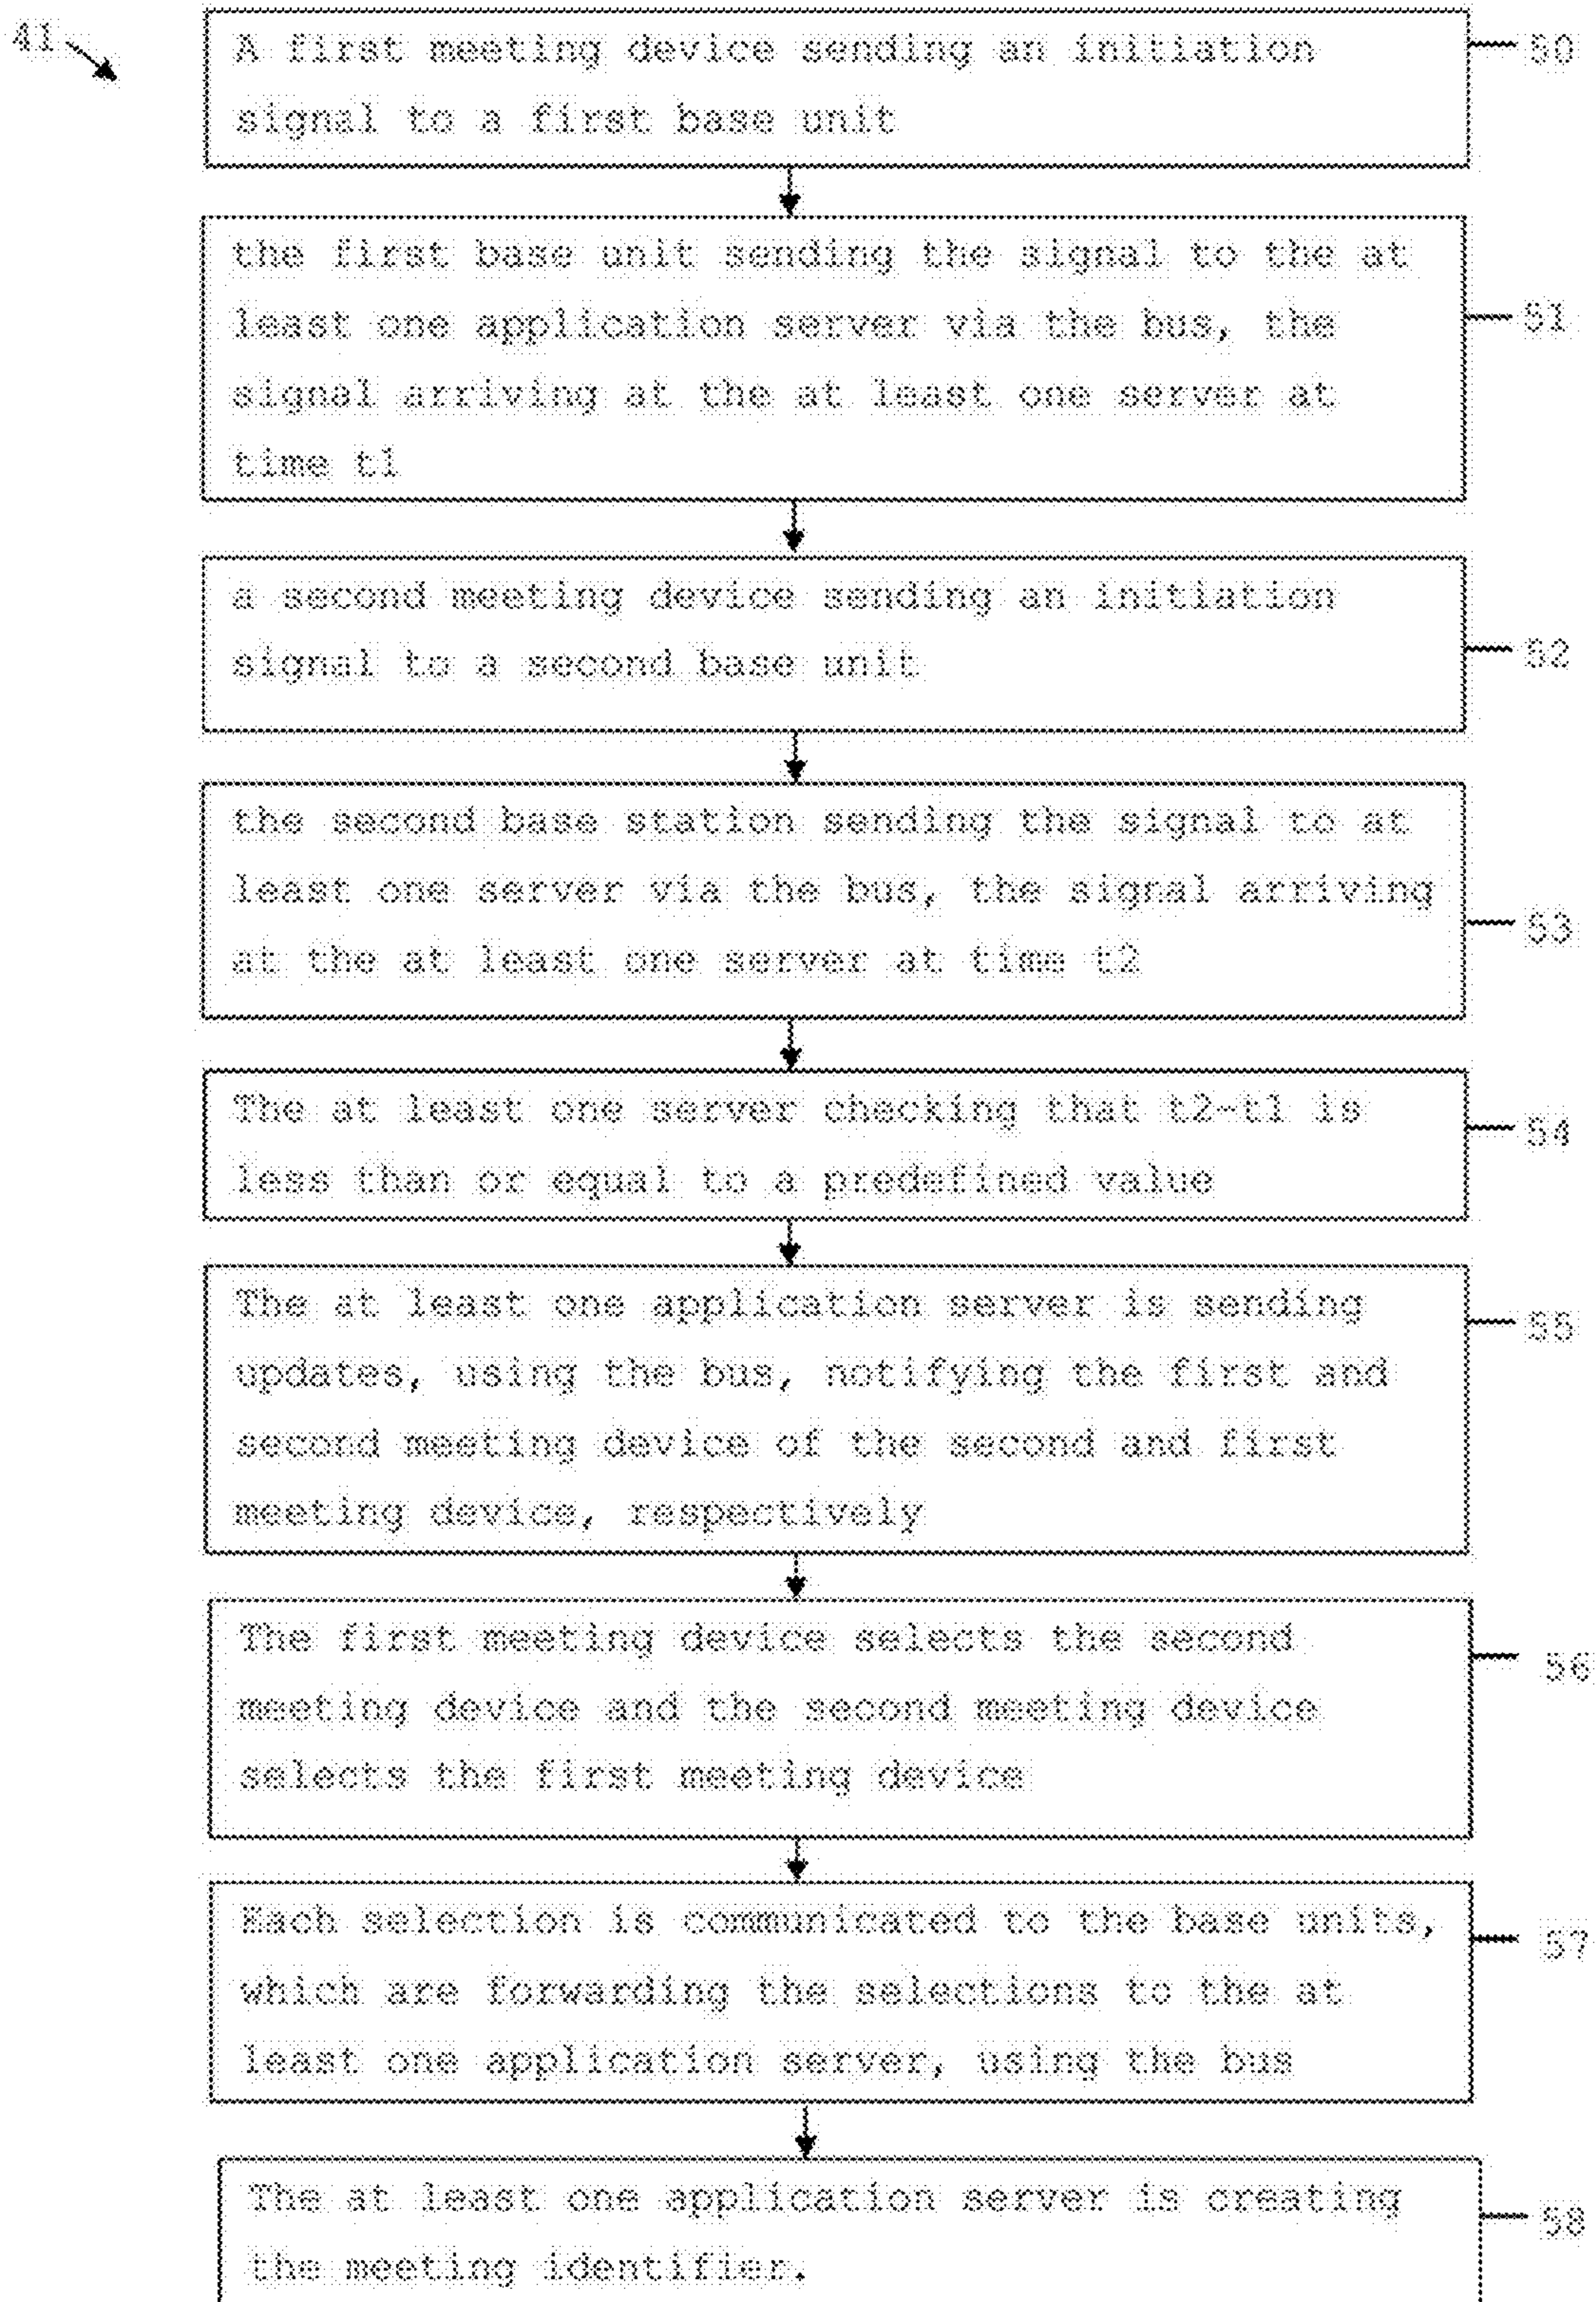 41
A first meeting device sending an initiation
signal to a first base unit
50
the first base unit sending the signal to the at
least one application server via the bus, the
signal arriving at the at least one server at
time t1
51
a second meeting device sending an initiation
signal to a second base unit
52
the second base station sending the signal to at
least one server via the bus, the signal arriving
at the at least one server at time t2
53
The at least one server checking that t2-t1 is
less than or equal to a predefined value
54
The at least one application server is sending
updates, using the bus, notifying the first and
second meeting device of the second and first
meeting device, respectively
55
The first meeting device selects the second
meeting device and the second meeting device
selects the first meeting device
56
Each selection is communicated to the base units,
which are forwarding the selections to the at
least one application server, using the bus
57
The at least one application server is creating
the meeting identifier.
58